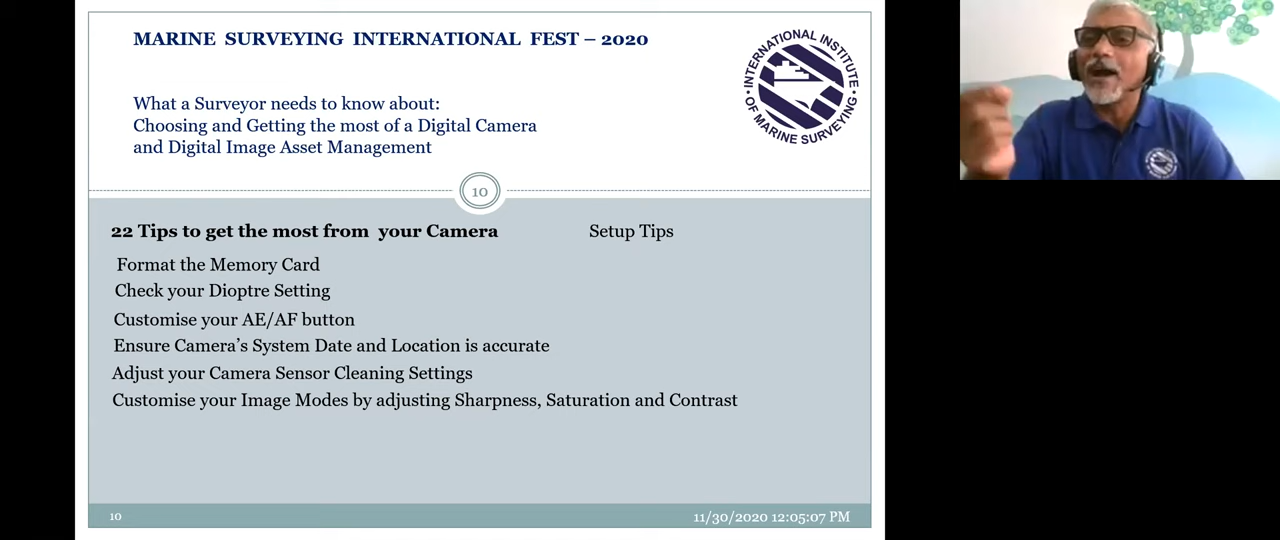 MARINE SURVEYING INTERNATIONAL FEST – 2020
INTERNATIONAL INSTITUTE
• OF MARINE SURVEYING •
What a Surveyor needs to know about:
Choosing and Getting the most of a Digital Camera
and Digital Image Asset Management
10
22 Tips to get the most from your Camera
Setup Tips
Format the Memory Card
Check your Dioptre Setting
Customise your AE/AF button
Ensure Camera’s System Date and Location is accurate
Adjust your Camera Sensor Cleaning Settings
Customise your Image Modes by adjusting Sharpness, Saturation and Contrast
10
11/30/2020 12:05:07 PM